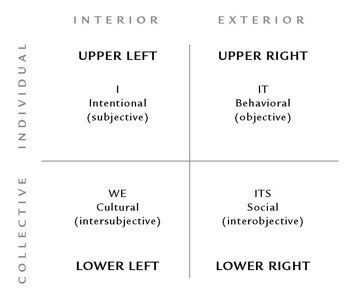 INTERIOR EXTERIOR
INDIVIDUAL
UPPER LEFT
I
Intentional
(subjective)
UPPER RIGHT
IT
Behavioral
(objective)
COLLECTIVE
WE
Cultural
(intersubjective)
LOWER LEFT
ITS
Social
(interobjective)
LOWER RIGHT